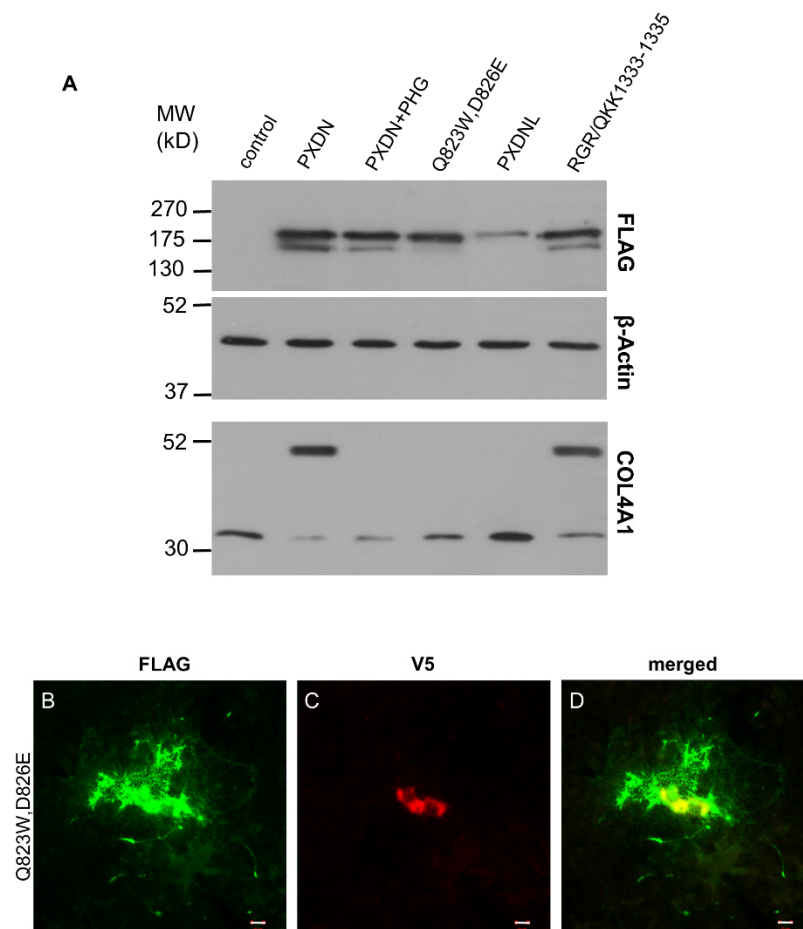 A
MW
(kD)
control
PXDN
PXDN+PHG
Q823W,D826E
PXDNL
RGR/QKK1333-1335
270
175
130
FLAG
52
37
β-Actin
52
30
COL4A1
FLAG
V5
merged
Q823W,D826E
B
C
D